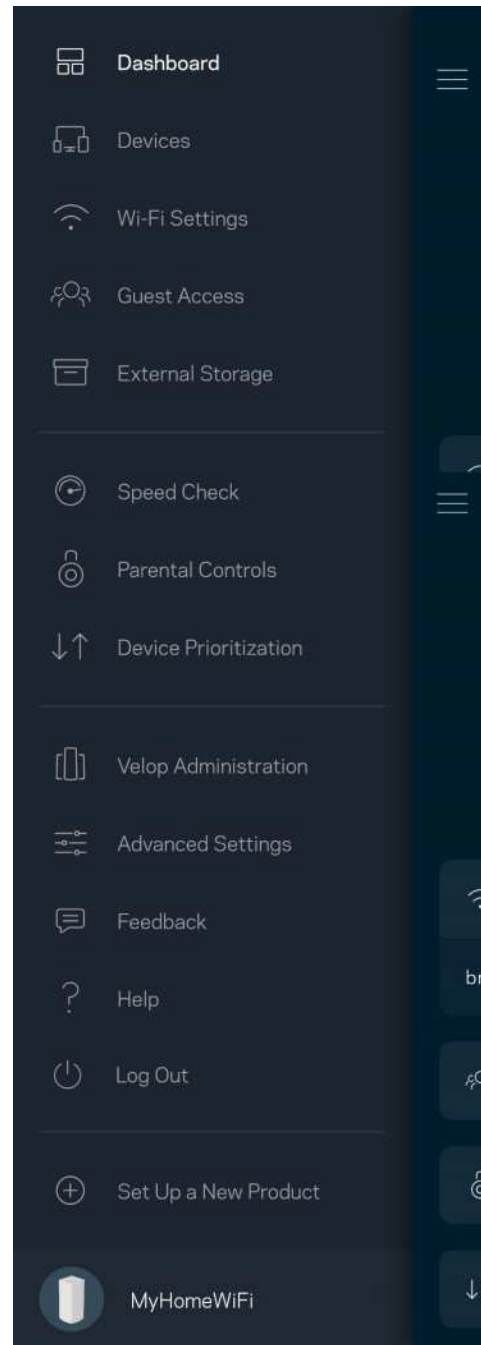 Dashboard
Devices
Wi-Fi Settings
Guest Access
External Storage
Speed Check
Parental Controls
Device Prioritization
Velop Administration
Advanced Settings
Feedback
Help
Log Out
Set Up a New Product
MyHomeWiFi